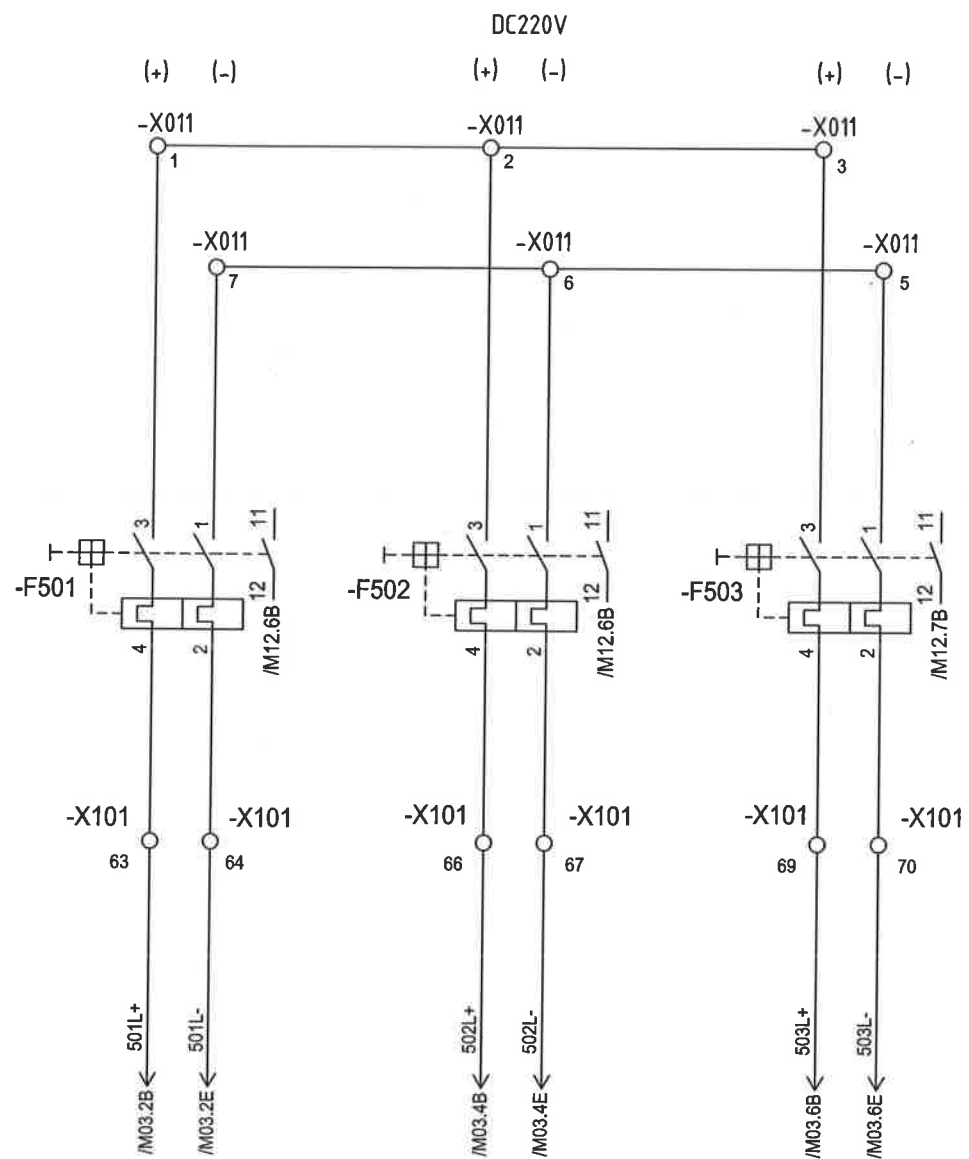 DC220V
(+) (-) (+) (-) (+) (-)
-X011 -X011 -X011
1 2 3
-X011 -X011 -X011
7 6 5
3 1 11 3 1 11 3 1 11
-F501 12 -F502 12 -F503 12
4 2 /M12.6B 4 2 /M12.6B 4 2 /M12.7B
-X101 -X101 -X101 -X101 -X101 -X101
63 64 66 67 69 70
501L+ 501L- 502L+ 502L- 503L+ 503L-
/M03.2B /M03.2E /M03.4B /M03.4E /M03.6B /M03.6E